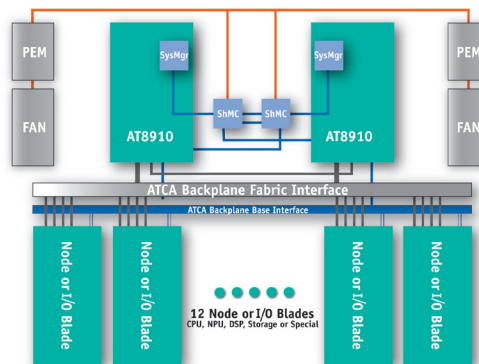 PEM
FAN
SysMgr
AT8910
ShMC
ShMC
SysMgr
AT8910
PEM
FAN
ATCA Backplane Fabric Interface
ATCA Backplane Base Interface
Node or I/O Blade
Node or I/O Blade
Node or I/O Blade
Node or I/O Blade
12 Node or I/O Blades
CPU, NPU, DSP, Storage or Special